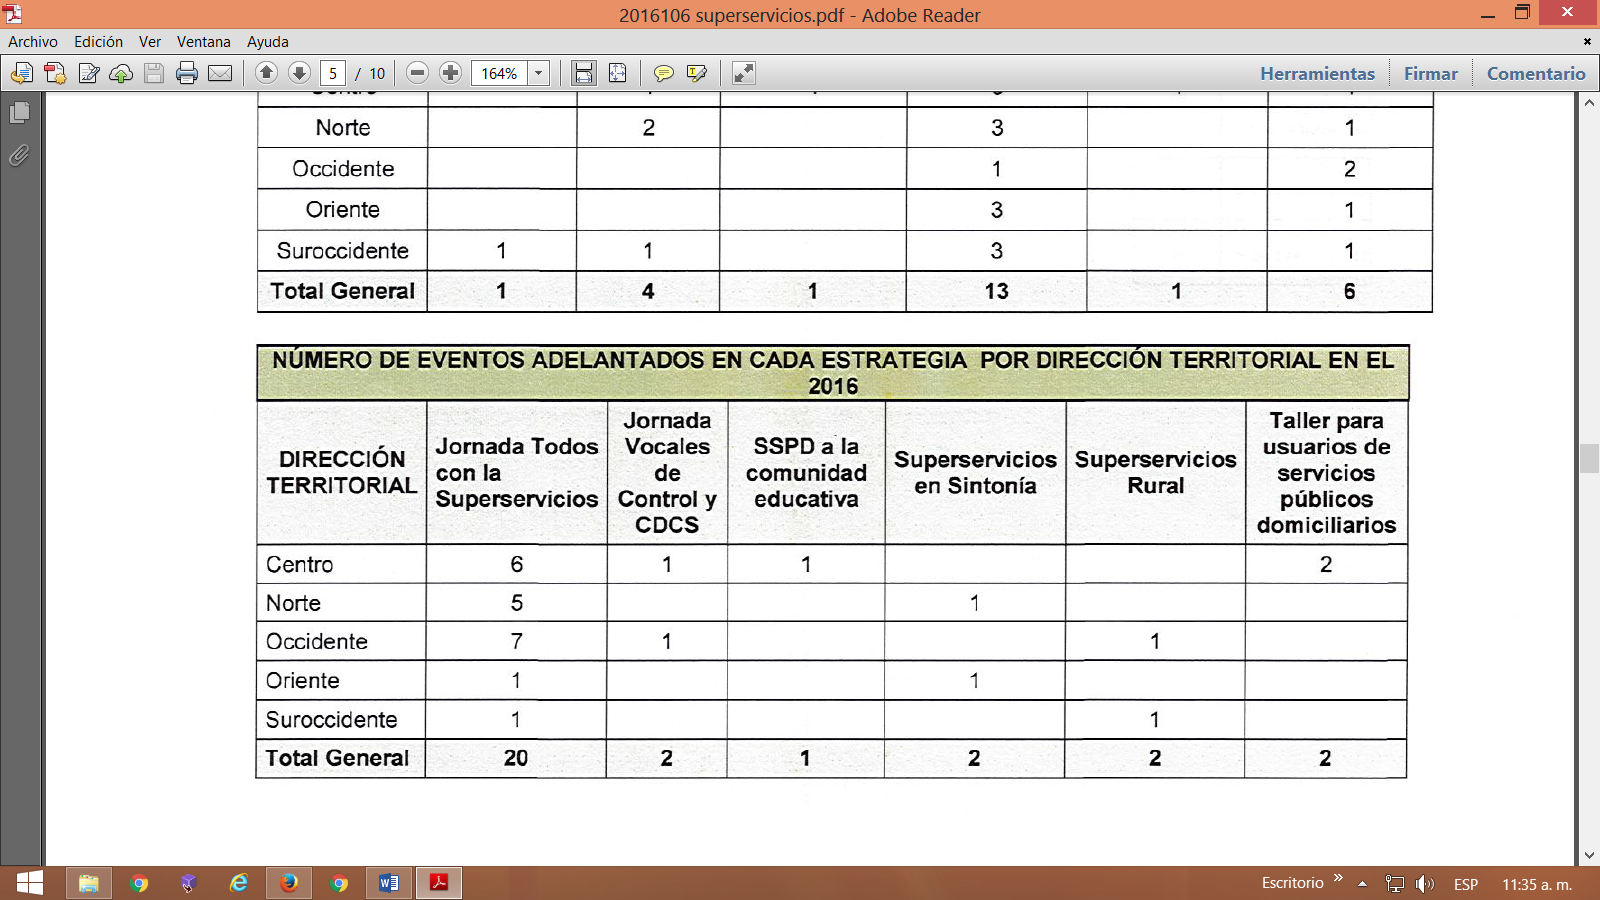 2016106 superservicios.pdf - Adobe Reader
Archivo Edición Ver Ventana Ayuda
5 / 10 164% Herramientas Firmar Comentario
Norte 2 3 1
Occidente 1 2
Oriente 3 1
Suroccidente 1 1 3 1
Total General 1 4 1 13 1 6
NÚMERO DE EVENTOS ADELANTADOS EN CADA ESTRATEGIA POR DIRECCIÓN TERRITORIAL EN EL
2016
DIRECCIÓN
TERRITORIAL
Jornada Todos
con la
Superservicios
Jornada
Vocales
de
Control y
CDCS
SSPD a la
comunidad
educativa
Superservicios
en Sintonía
Superservicios
Rural
Taller para
usuarios de
servicios
públicos
domiciliarios
Centro 6 1 1 2
Norte 5 1
Occidente 7 1 1
Oriente 1 1
Suroccidente 1 1
Total General 20 2 1 2 2 2
Escritorio » ESP 11:35 a. m.